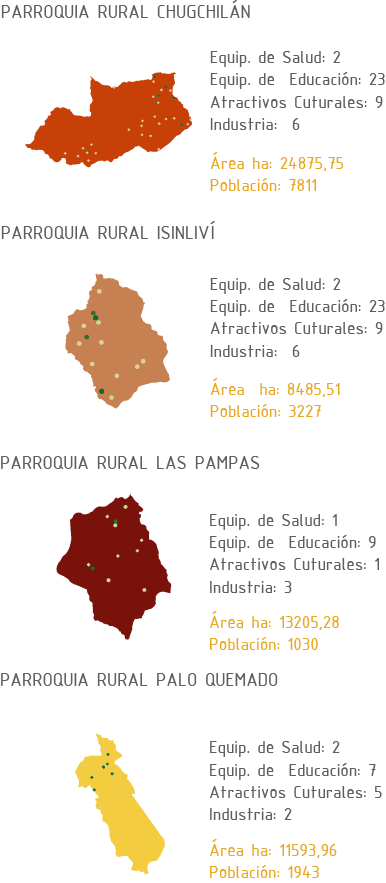 PARROQUIA RURAL CHUGCHILÁN
Equip. de Salud: 2
Equip. de Educación: 23
Atractivos Cuturales: 9
Industria: 6
Área ha: 24875,75
Población: 7811
PARROQUIA RURAL ISINLIVÍ
Equip. de Salud: 2
Equip. de Educación: 23
Atractivos Cuturales: 9
Industria: 6
Área ha: 8485,51
Población: 3227
PARROQUIA RURAL LAS PAMPAS
Equip. de Salud: 1
Equip. de Educación: 9
Atractivos Cuturales: 1
Industria: 3
Área ha: 13205,28
Población: 1030
PARROQUIA RURAL PALO QUEMADO
Equip. de Salud: 2
Equip. de Educación: 7
Atractivos Cuturales: 5
Industria: 2
Área ha: 11593,96
Población: 1943